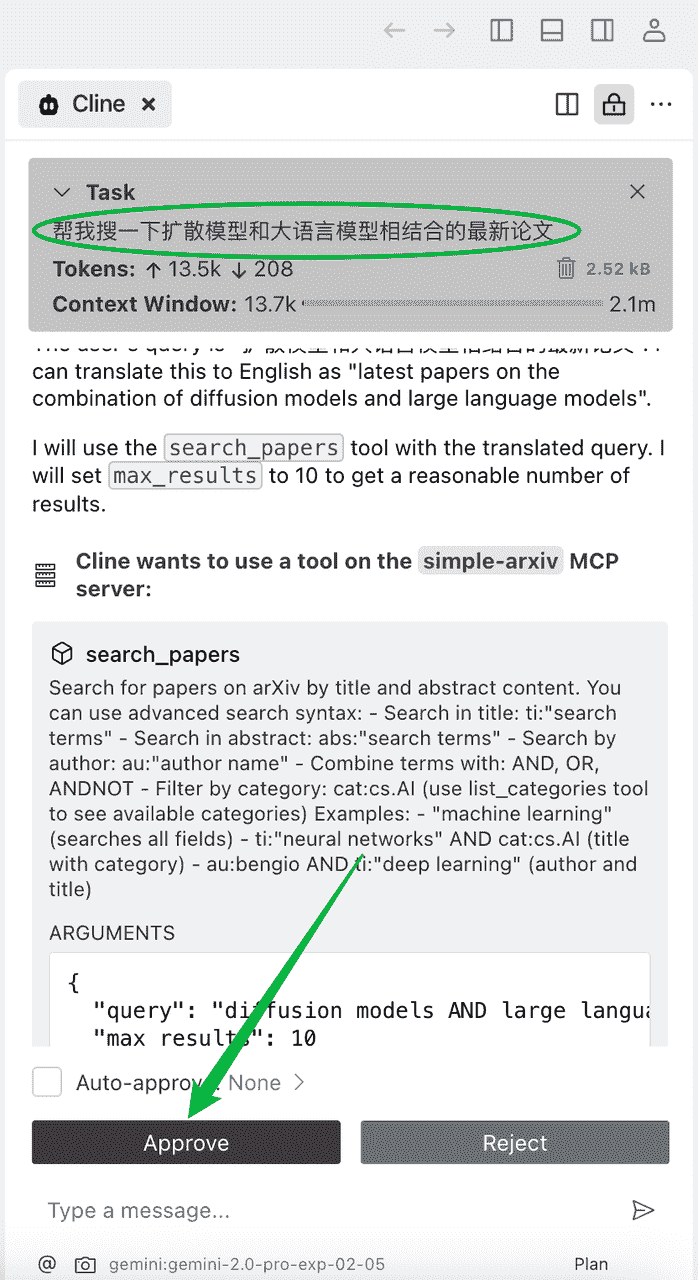 Cline
Task
帮我搜一下扩散模型和大语言模型相结合的最新论文
Tokens: ↑ 13.5k ↓ 208
2.52 kB
Context Window: 13.7k
2.1m
can translate this to English as "latest papers on the
combination of diffusion models and large language models".
I will use the search_papers tool with the translated query. I
will set max_results to 10 to get a reasonable number of
results.
Cline wants to use a tool on the simple-arxiv MCP
server:
search_papers
Search for papers on arXiv by title and abstract content. You
can use advanced search syntax: - Search in title: ti:"search
terms" - Search in abstract: abs:"search terms" - Search by
author: au:"author name" - Combine terms with: AND, OR,
ANDNOT - Filter by category: cat:cs.AI (use list_categories tool
to see available categories) Examples: - "machine learning"
(searches all fields) - ti:"neural networks" AND cat:cs.AI (title
with category) - au:bengio AND ti:"deep learning" (author and
title)
ARGUMENTS
{
"query": "diffusion models AND large langua
"max_results": 10
Auto-approve: None
Approve
Reject
Type a message...
@ gemini:gemini-2.0-pro-exp-02-05
Plan